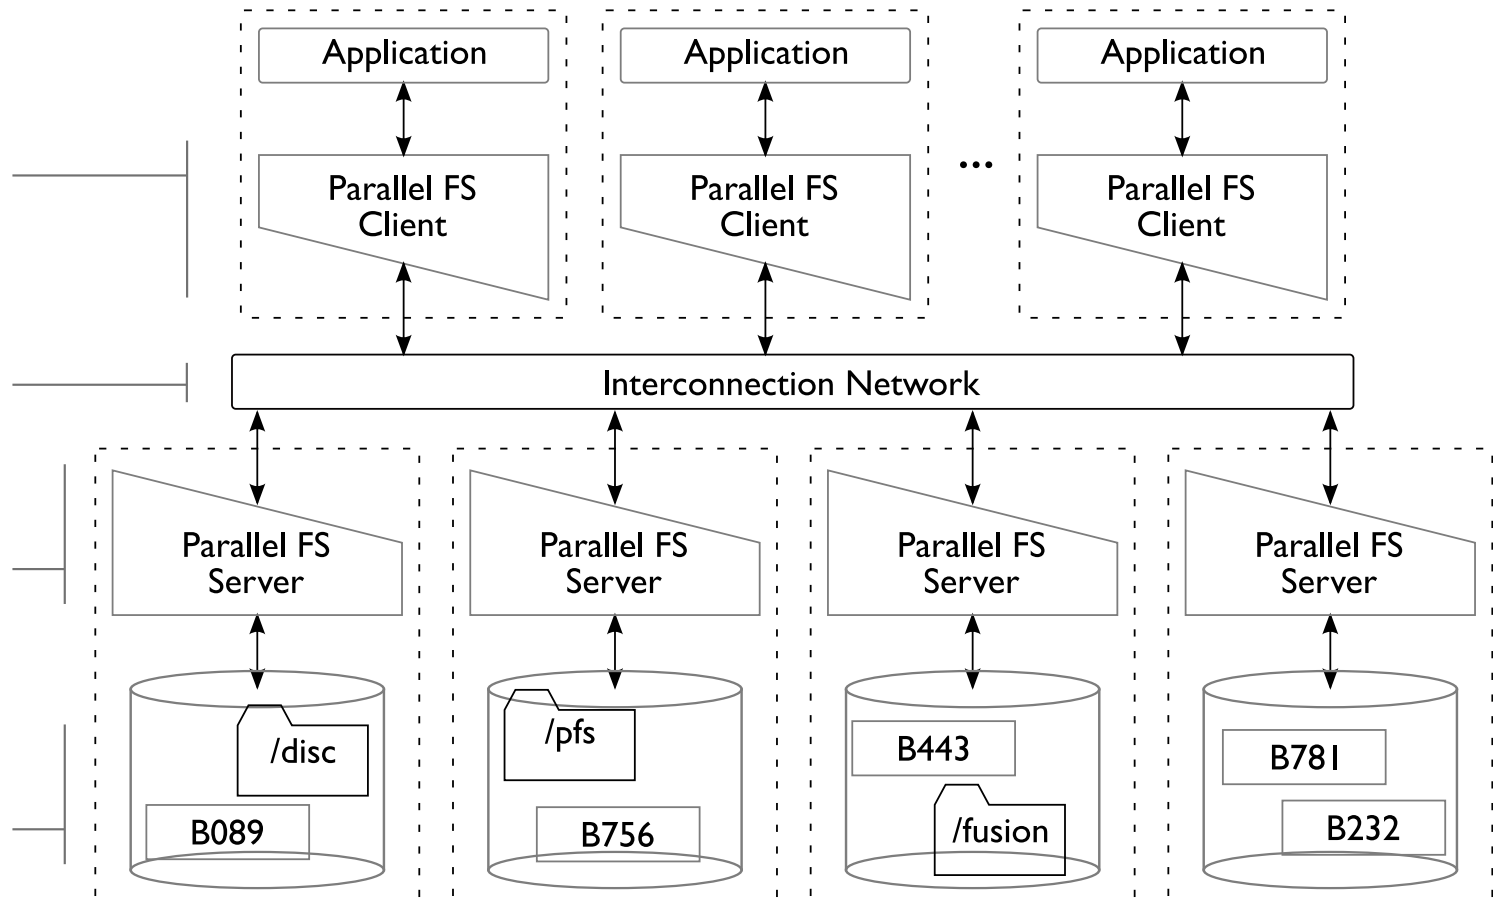 Application
Application
Application
Parallel FS
Client
Parallel FS
Client
...
Parallel FS
Client
Interconnection Network
Parallel FS
Server
Parallel FS
Server
Parallel FS
Server
Parallel FS
Server
/disc
B089
/pfs
B756
B443
/fusion
B781
B232